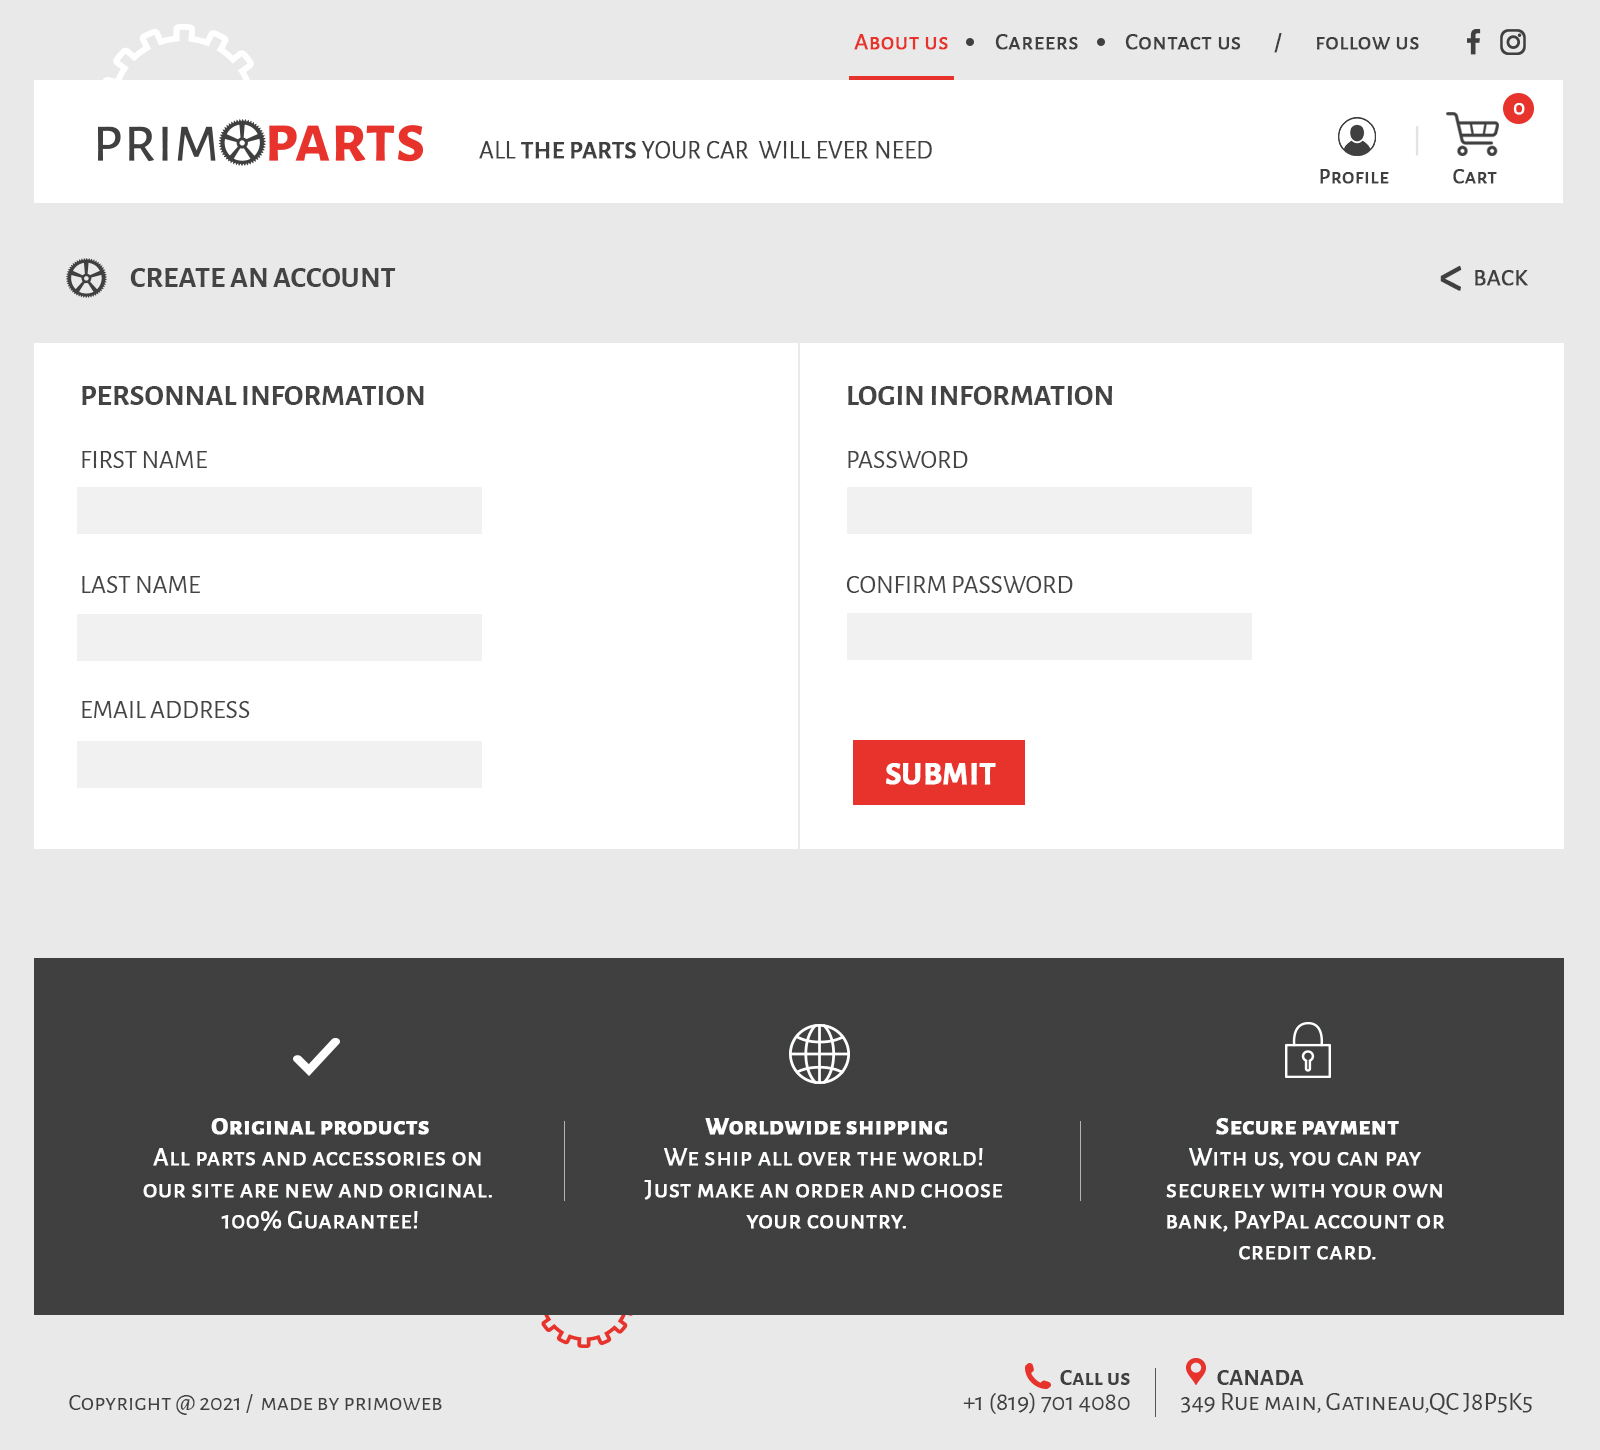 About us • Careers • Contact us / follow us
PRIMOPARTS
ALL THE PARTS YOUR CAR WILL EVER NEED
0
Profile
Cart
CREATE AN ACCOUNT
< BACK
PERSONNAL INFORMATION
FIRST NAME
LAST NAME
EMAIL ADDRESS
LOGIN INFORMATION
PASSWORD
CONFIRM PASSWORD
SUBMIT
Original products
All parts and accessories on
our site are new and original.
100% Guarantee!
Worldwide shipping
We ship all over the world!
Just make an order and choose
your country.
Secure payment
With us, you can pay
securely with your own
bank, PayPal account or
credit card.
Copyright @ 2021 / made by primoweb
Call us
+1 (819) 701 4080
CANADA
349 Rue main, Gatineau,QC J8P5K5